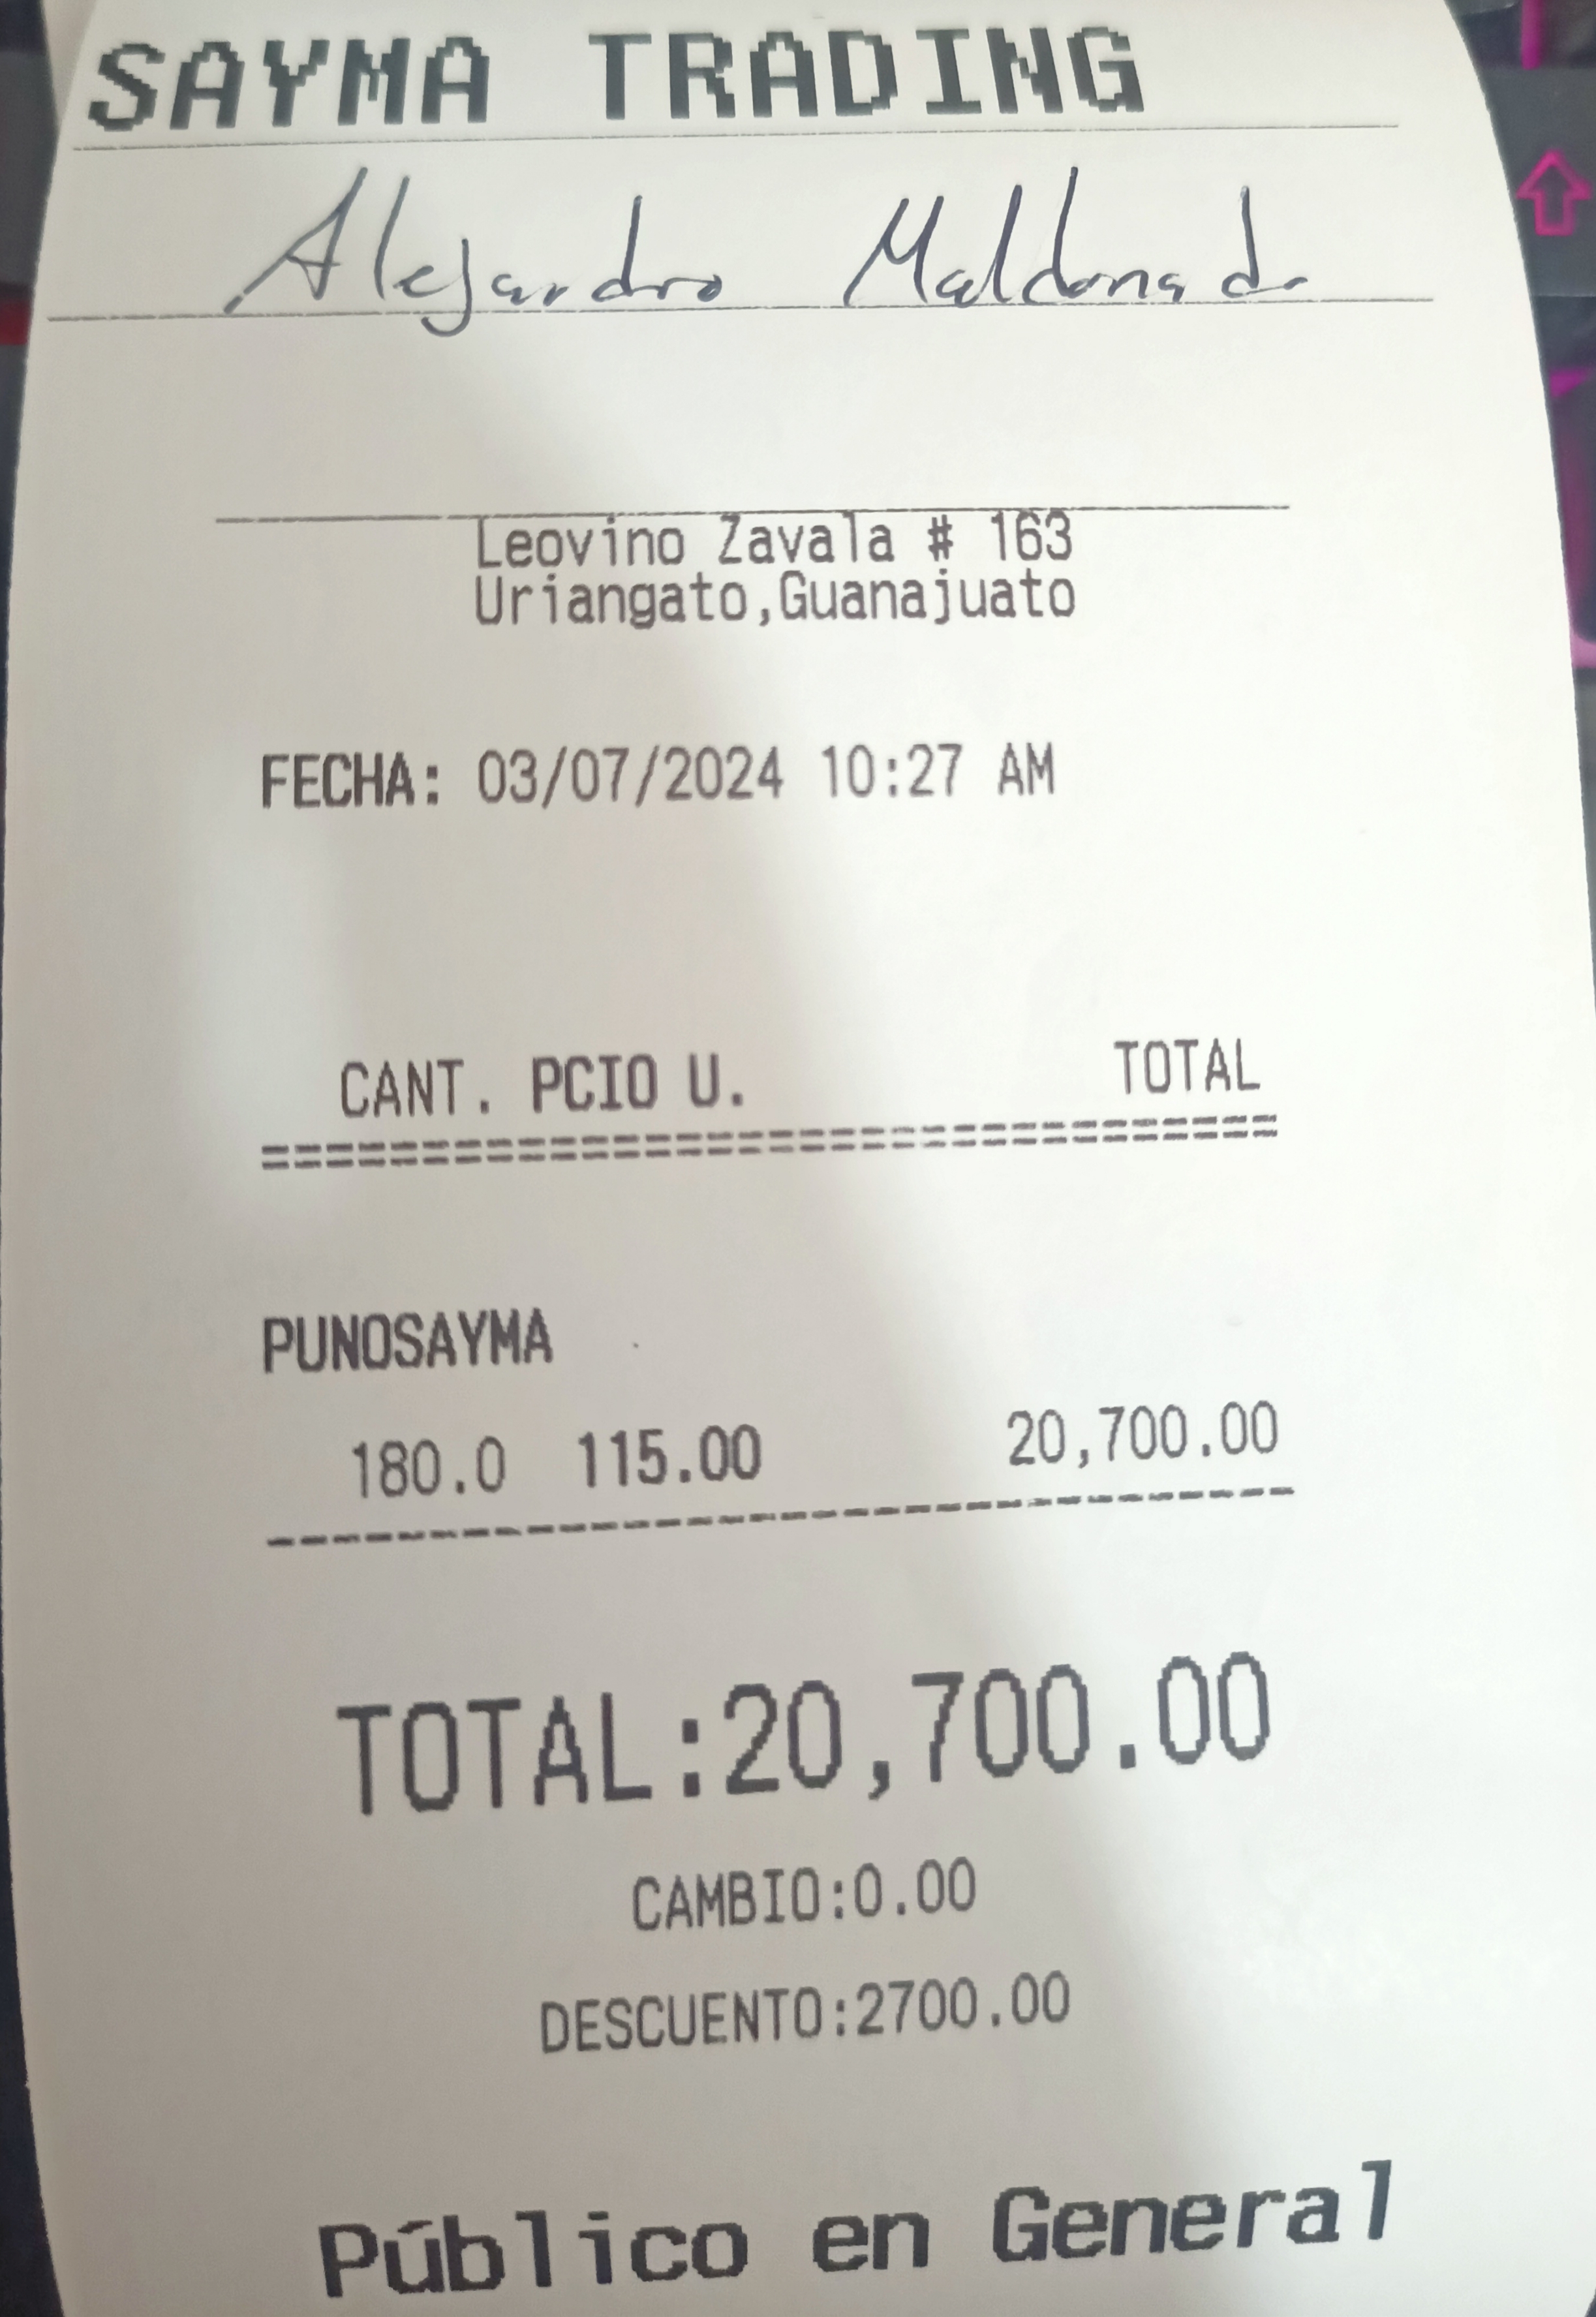 SAYMA TRADING
Alejandro Maldonado
Leovino Zavala # 163
Uriangato,Guanajuato
FECHA: 03/07/2024 10:27 AM
CANT. PCIO U. TOTAL
PUNOSAYMA
180.0 115.00 20,700.00
TOTAL:20,700.00
CAMBIO:0.00
DESCUENTO:2700.00
Público en General